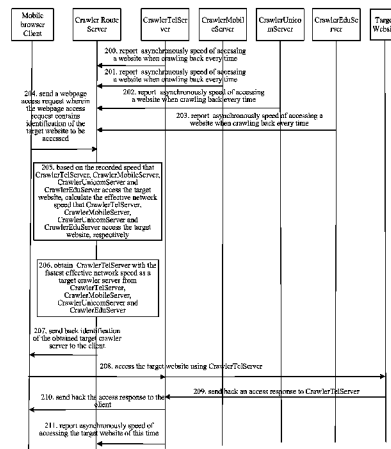 Mobile
browser
Client
Crawler Route
Server
CrawlerTelServer
CrawlerMobil
eServer
CrawlerUnico
mServer
CrawlerEduSe
rver
Target
Website
200. report asynchronously speed of accessing
a website when crawling back every time
201. report asynchronously speed of accessing
a website when crawling back every time
202. report asynchronously speed of accessing a
website when crawling back every time
203. report asynchronously speed of accessing a
website when crawling back every time
204. send a webpage
access request wherein
the webpage access
request contains
identification of the
target website to be
accessed
205. based on the recorded speed that
CrawlerTelServer, CrawlerMobileServer,
CrawlerUnicomServer and
CrawlerEduServer access the target
website, calculate the effective network
speed that CrawlerTelServer,
CrawlerMobileServer,
CrawlerUnicomServer and
CrawlerEduServer access the target
website, respectively
206. obtain CrawlerTelServer with the
fastest effective network speed as a
target crawler server from
CrawlerTelServer,
CrawlerMobileServer,
CrawlerUnicomServer and
CrawlerEduServer
207. send back identification
of the obtained target crawler
server to the client.
208. access the target website using CrawlerTelServer
209. send back an access response to CrawlerTelServer
210. send back the access response to the
client
211. report asynchronously speed of
accessing the target website of this time